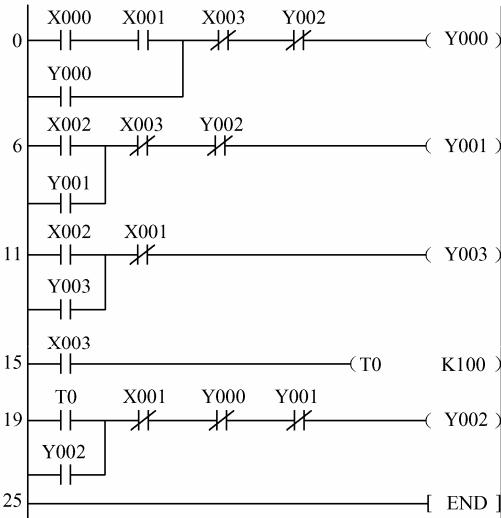 X000 X001 X003 Y002
0 ( Y000 )
Y000
X002 X003 Y002
6 ( Y001 )
Y001
X002 X001
11 ( Y003 )
Y003
X003
15 ( T0 K100 )
T0 X001 Y000 Y001
19 ( Y002 )
Y002
25 [ END ]